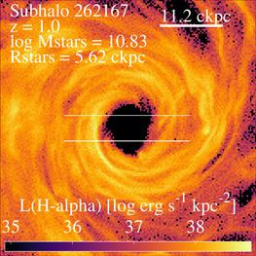 Subhalo 262167
z = 1.0
log Mstars = 10.83
Rstars = 5.62 ckpc
11.2 ckpc
L(H-alpha) [log erg s⁻¹ kpc⁻²]
35 36 37 38